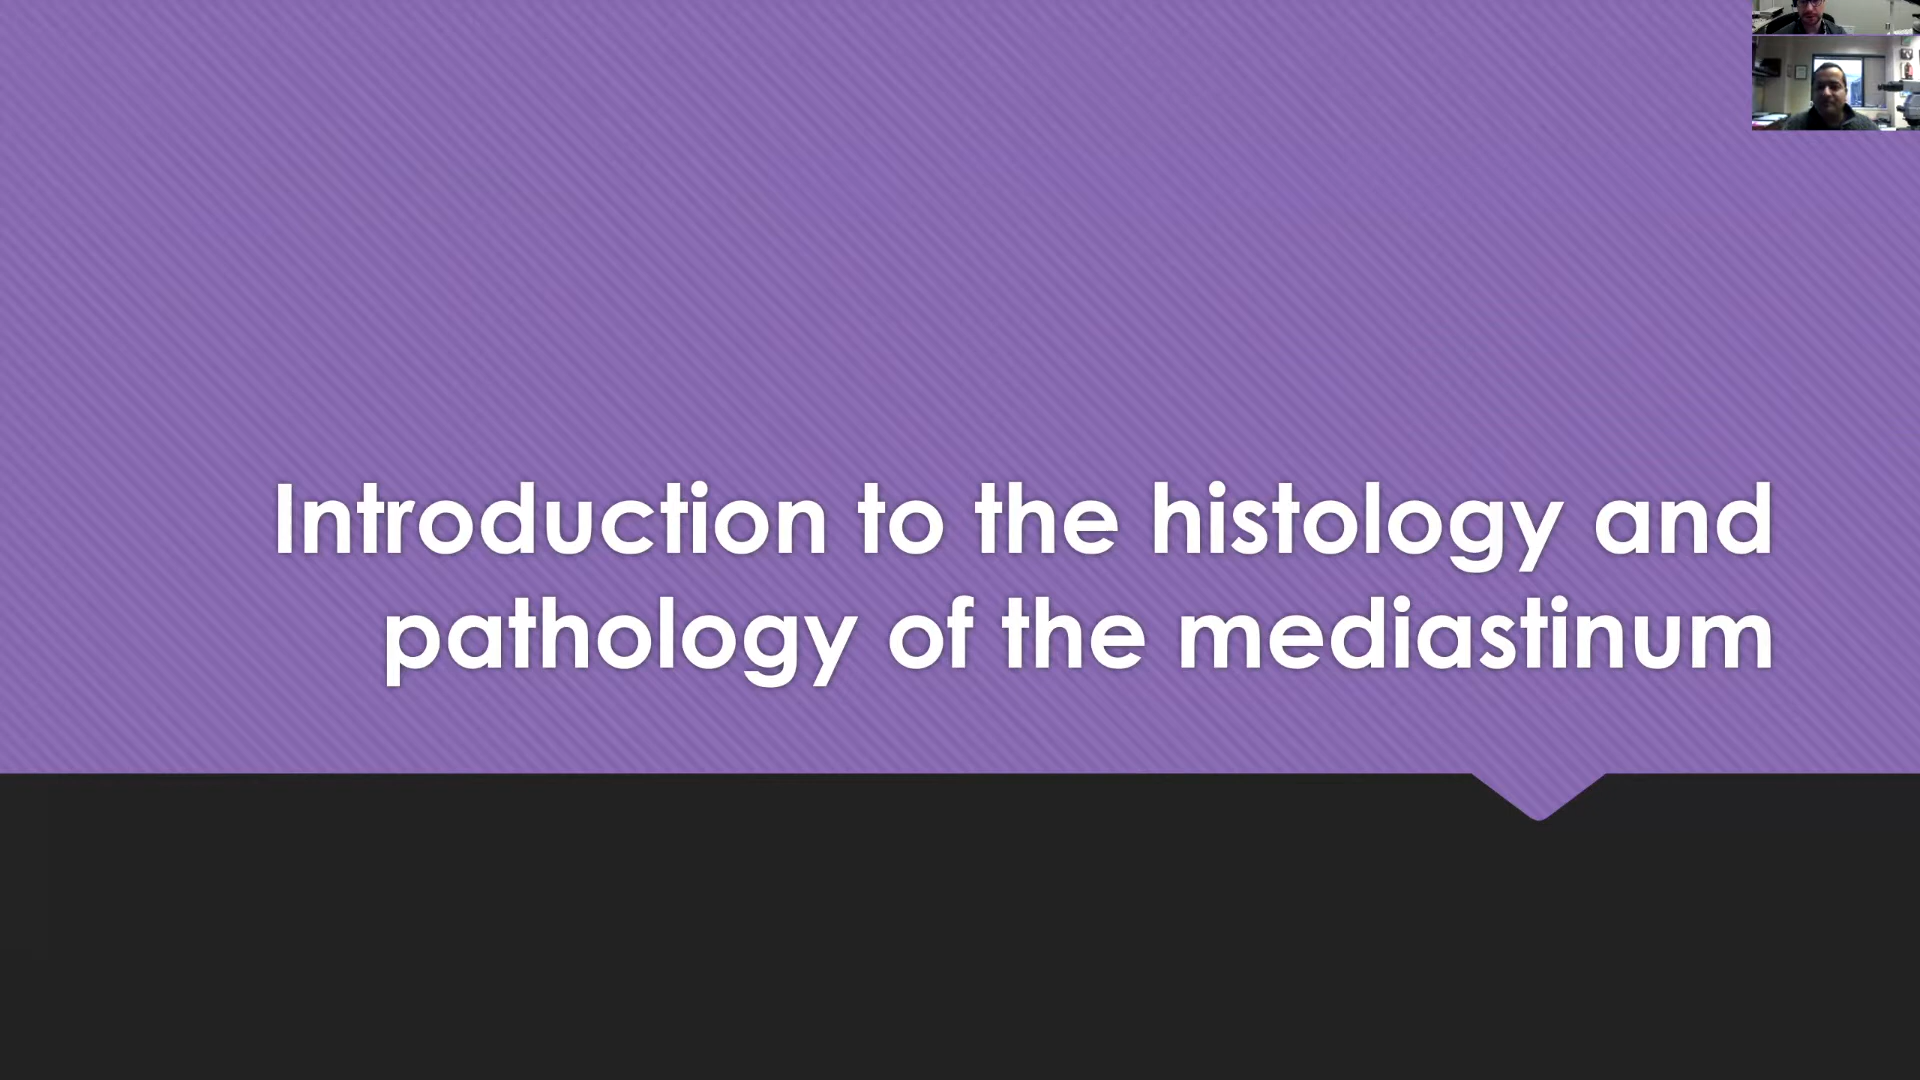 Introduction to the histology and
pathology of the mediastinum